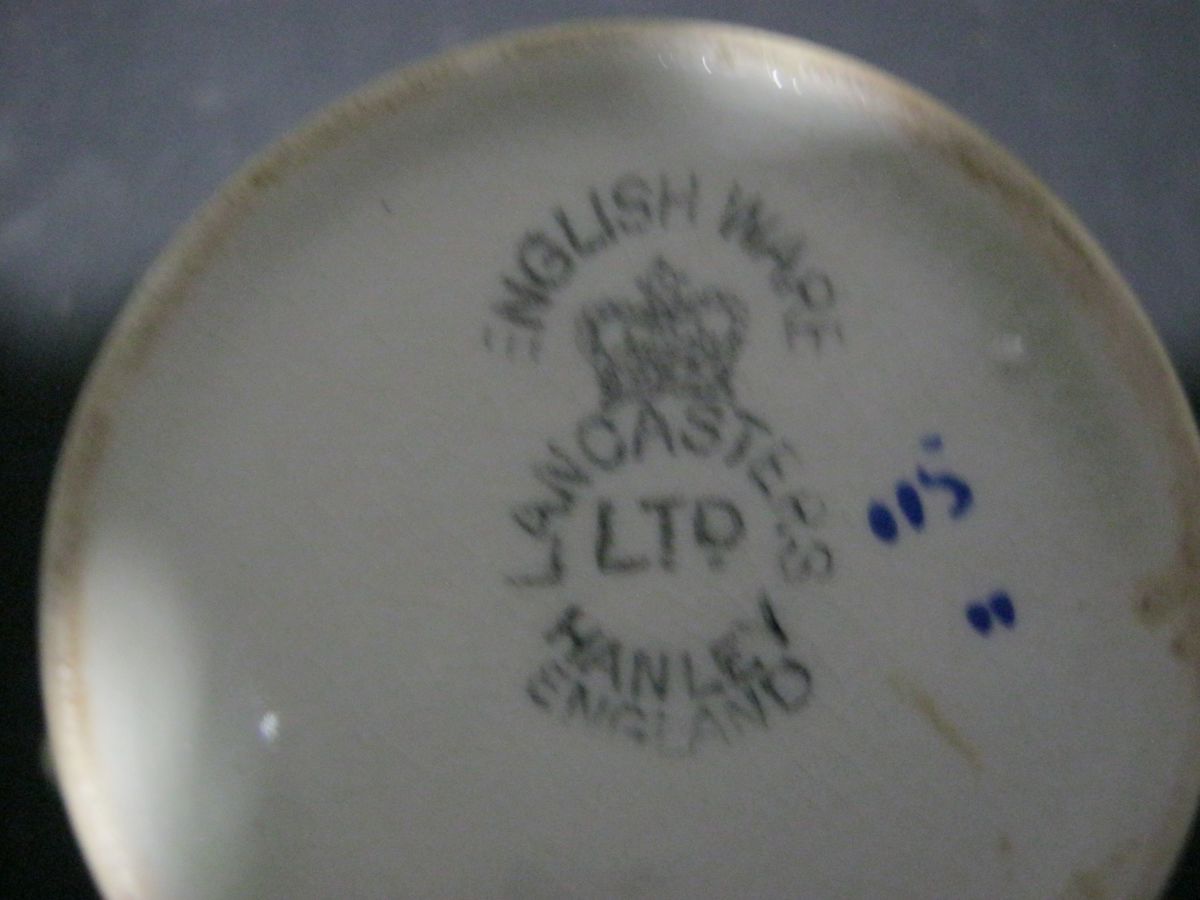 ENGLISH WARE
LANCASTERS
LTD
HANLEY
ENGLAND